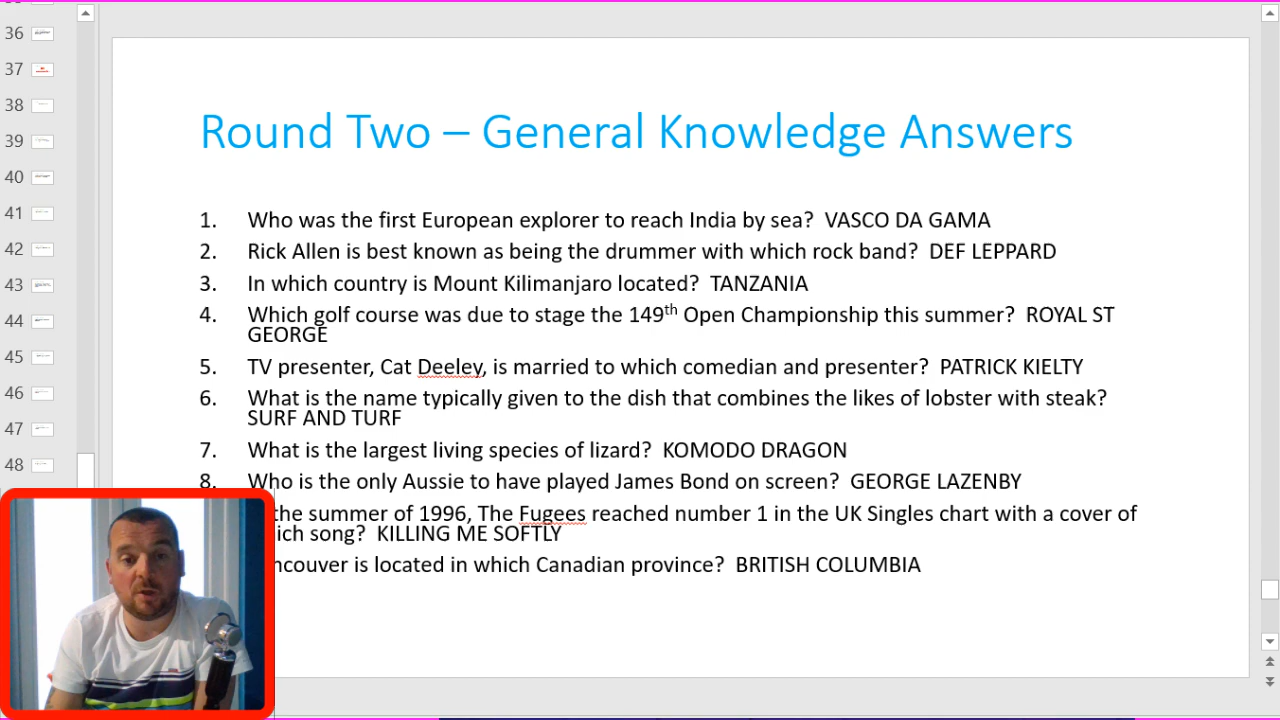 36
37
38
39
40
41
42
43
44
45
46
47
48
Round Two – General Knowledge Answers
1. Who was the first European explorer to reach India by sea? VASCO DA GAMA
2. Rick Allen is best known as being the drummer with which rock band? DEF LEPPARD
3. In which country is Mount Kilimanjaro located? TANZANIA
4. Which golf course was due to stage the 149th Open Championship this summer? ROYAL ST
GEORGE
5. TV presenter, Cat Deeley, is married to which comedian and presenter? PATRICK KIELTY
6. What is the name typically given to the dish that combines the likes of lobster with steak?
SURF AND TURF
7. What is the largest living species of lizard? KOMODO DRAGON
8. Who is the only Aussie to have played James Bond on screen? GEORGE LAZENBY
the summer of 1996, The Fugees reached number 1 in the UK Singles chart with a cover of
ich song? KILLING ME SOFTLY
ncouver is located in which Canadian province? BRITISH COLUMBIA